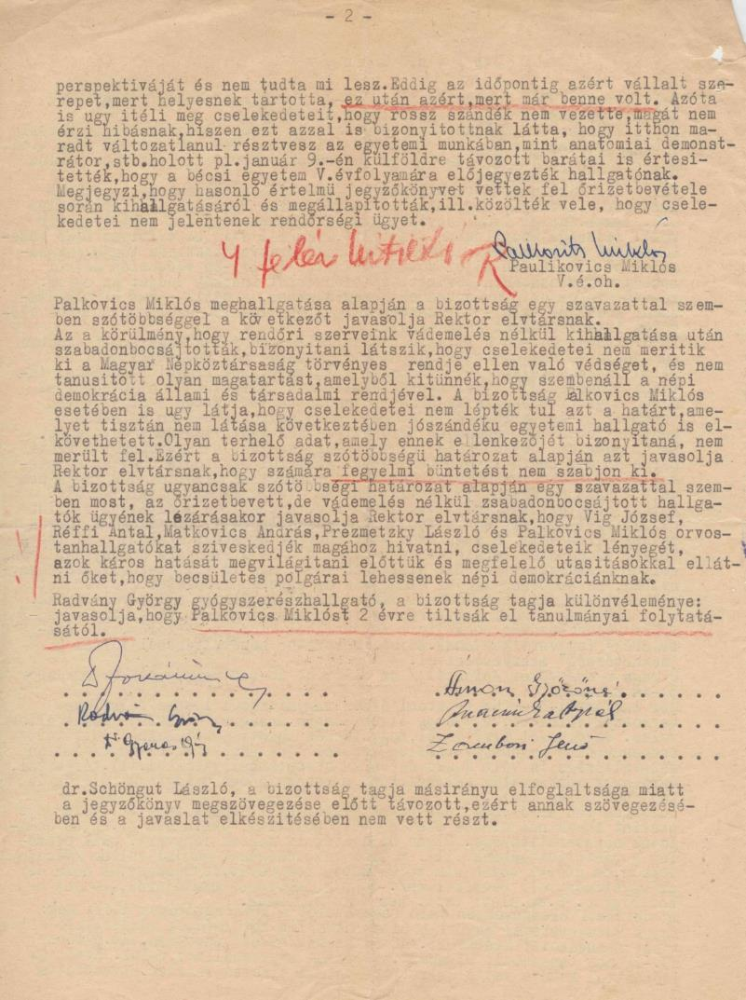 - 2 -
perspektiváját és nem tudta mi lesz.Eddig az időpontig azért vállalt sze-
repet,mert helyesnek tartotta, ez után azért,mert már benne volt. Azóta
is ugy itéli meg cselekedeteit,hogy rossz szándék nem vezette,magát nem
érzi hibásnak,hiszen ezt azzal is bizonyitottnak látta, hogy itthon ma-
radt változatlanul résztvesz az egyetemi munkában,mint anatomiai demonst-
rátor,stb.holott pl.január 9.-én külföldre távozott barátai is értesi-
tették,hogy a bécsi egyetem V.évfolyamára előjegyezték hallgatónak.
Megjegyzi,hogy hasonló értelmü jegyzőkönyvet vettek fel őrizetbevétele
során kihallgatásáról és megállapitották,ill.közölték vele, hogy csele-
kedetei nem jelentenek rendőrségi ügyet.
Paulikovics Miklós
V.é.oh.
Palkovics Miklós meghallgatása alapján a bizottság egy szavazattal szem-
ben szótöbbséggel a kö etkezőt javasolja Rektor elvtársnak.
Az a körülmény,hogy rendőri szerveink vádemelés nélkül kihallgatása után
szabadonbocsájtották,bizonyitani látszik,hogy cselekedetei nem meritik
ki a Magyar Népköztársaság törvényes rendje ellen való védséget, és nem
tanusitott olyan magatartást,amelyből kitünnék,hogy szembenáll a népi
demokrácia állami és társadalmi rendjével. A bizottság Palkovics Miklós
esetében is ugy látja,hogy cselekedetei nem lépték tul azt a határt,ame-
lyet tisztán nem látása következtében jószándéku egyetemi hallgató is el-
követhetett.Olyan terhelő adat,amely ennek ellenkezőjét bizonyitaná, nem
merült fel.Ezért a bizottság szótöbbségü határozat alapján azt javasolja
Rektor elvtársnak,hogy számára fegyelmi büntetést nem szabjon ki.
A bizottság ugyancsak szótö bségi határozat alapján egy szavazattal szem-
ben most, az őrizetbevett,de vádemelés nélkül zsabadonbocsájtott hallga-
tók ügyének lezárásakor javasolja Rektor elvtársnak,hogy Vig József,
Réffi Antal,Matkovics András,Prezmetzky László és Palkovics Miklós orvos-
tanhallgatókat sziveskedjék magához hivatni, cselekedeteik lényegét,
azok káros hatását megvilágitani előttük és megfelelő utasitásokkal ellát-
ni őket,hogy becsületes polgárai lehessenek népi demokráciánknak.
Radvány György gyógyszerészhallgató, a bizottság tagja különvéleménye:
javasolja,hogy Palkovics Miklóst 2 évre tiltsák el tanulmányai folytatá-
sától.
Simon Győzőné
Radvány György
Zombori Jenő
dr.Schöngut László, a bizottság tagja másirányu elfoglaltsága miatt
a jegyzőkönyv megszövegezése előtt távozott,ezért annak szövegezésé-
ben és a javaslat elkészitésében nem vett részt.